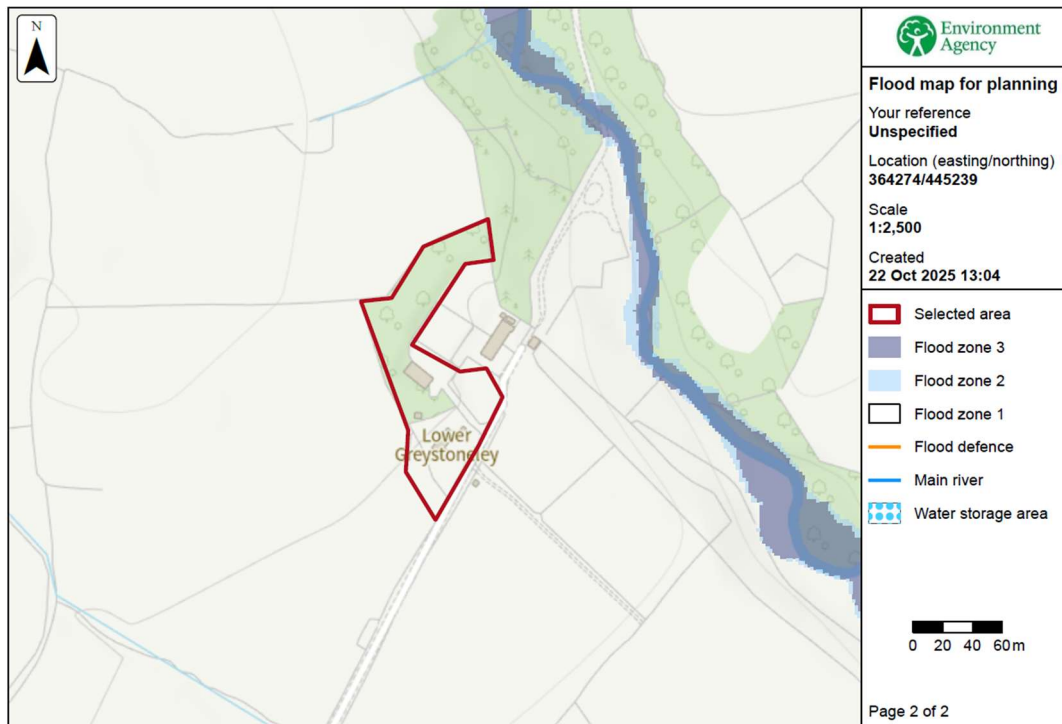 N
Lower
Greystoneley
Environment
Agency
Flood map for planning
Your reference
Unspecified
Location (easting/northing)
364274/445239
Scale
1:2,500
Created
22 Oct 2025 13:04
Selected area
Flood zone 3
Flood zone 2
Flood zone 1
Flood defence
Main river
Water storage area
0 20 40 60m
Page 2 of 2